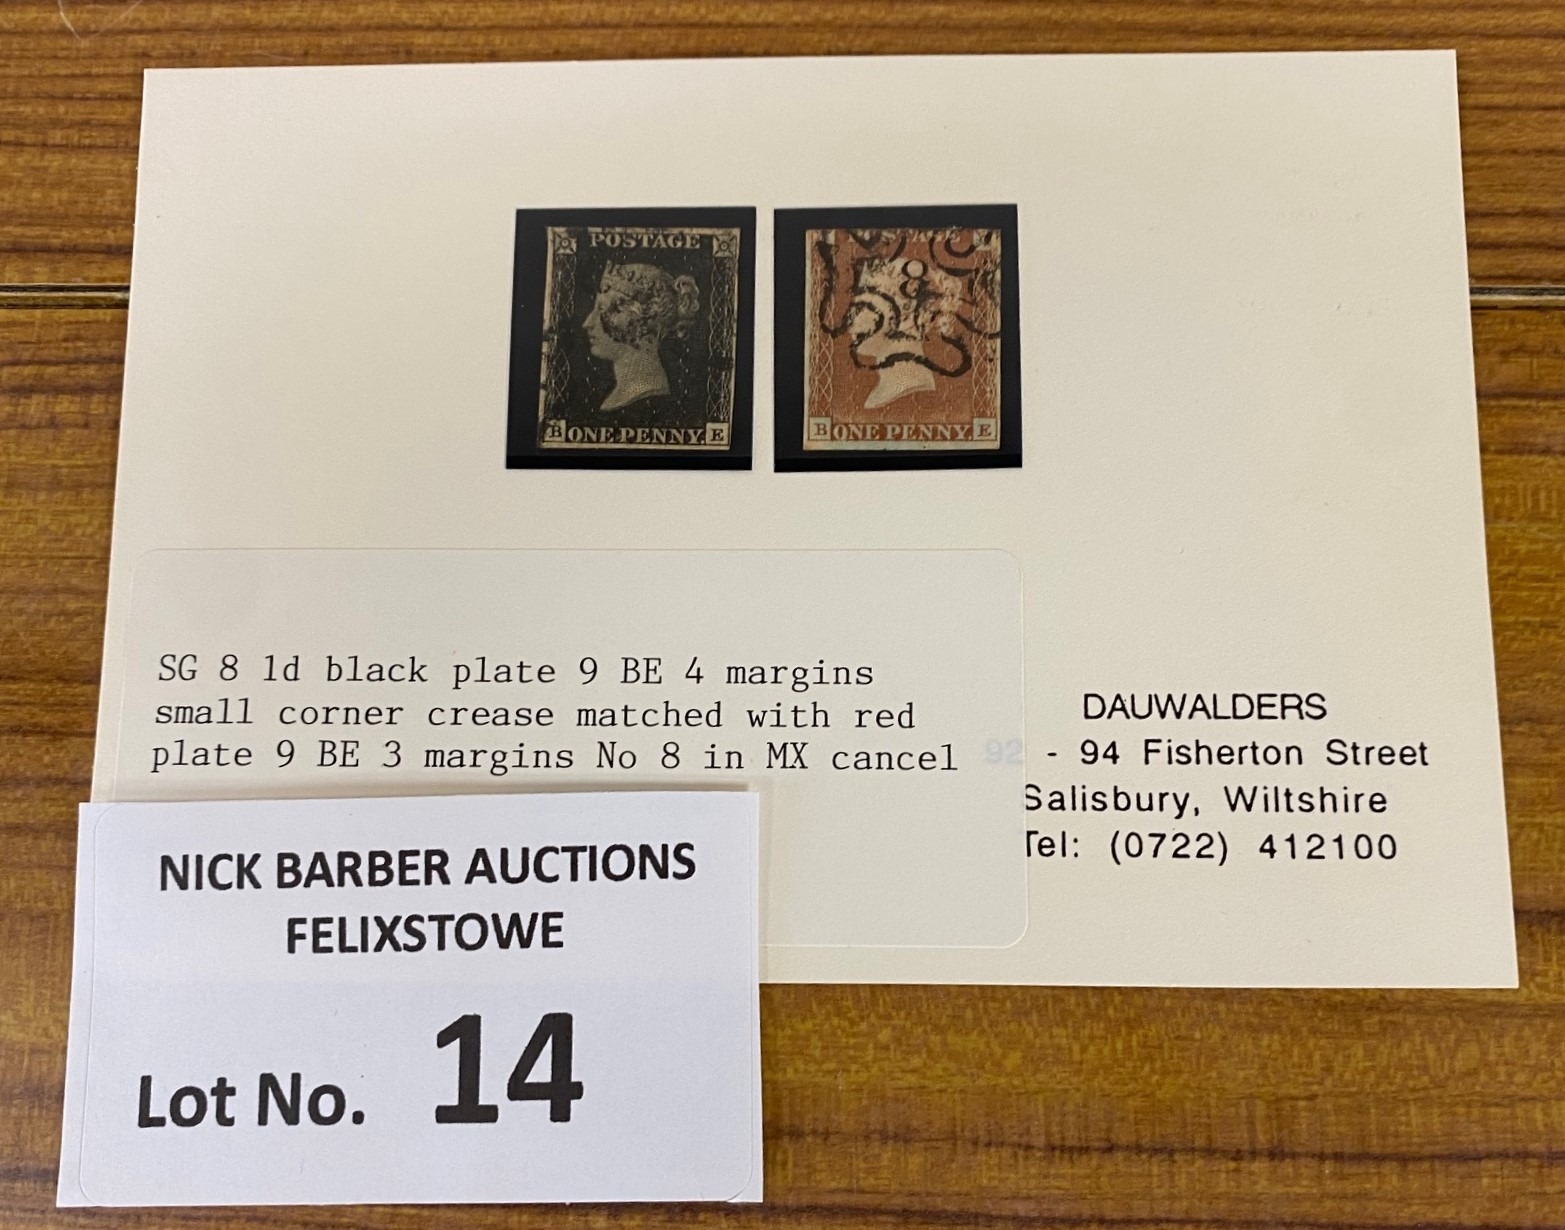 POSTAGE
B ONE PENNY. E
POSTAGE
8
B ONE PENNY. E
SG 8 1d black plate 9 BE 4 margins
small corner crease matched with red
plate 9 BE 3 margins No 8 in MX cancel
DAUWALDERS
92 - 94 Fisherton Street
Salisbury, Wiltshire
Tel: (0722) 412100
NICK BARBER AUCTIONS
FELIXSTOWE
Lot No. 14